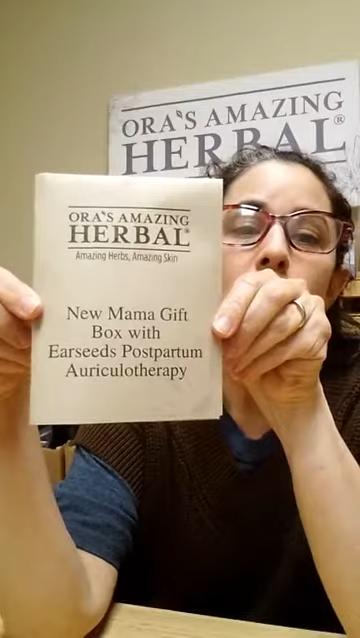 ORA'S AMAZING
HERBAL®
ORA'S AMAZING
HERBAL®
Amazing Herbs, Amazing Skin
New Mama Gift
Box with
Earseeds Postpartum
Auriculotherapy